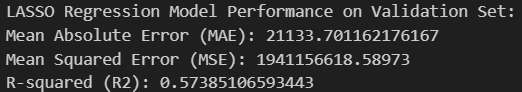 LASSO Regression Model Performance on Validation Set:
Mean Absolute Error (MAE): 21133.701162176167
Mean Squared Error (MSE): 1941156618.58973
R-squared (R2): 0.57385106593443